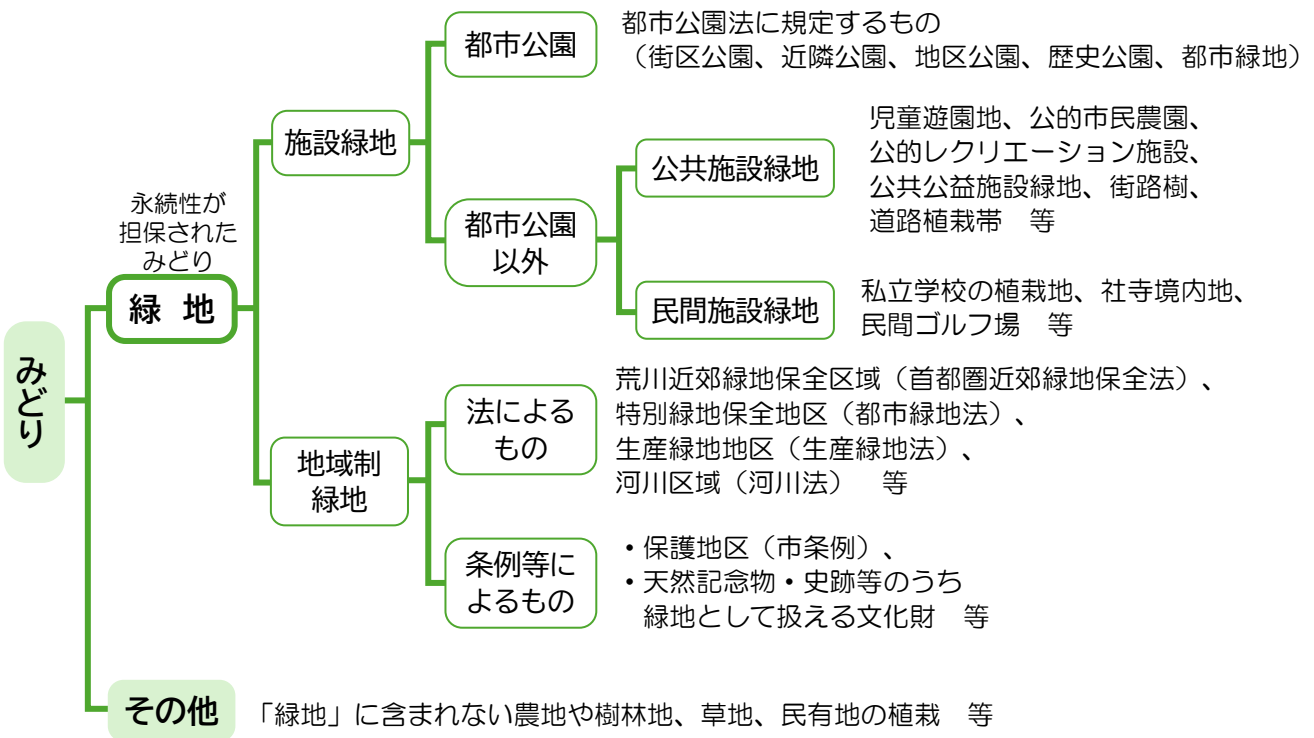 みどり
永続性が
担保された
みどり
緑 地
施設緑地
都市公園
都市公園法に規定するもの
（街区公園、近隣公園、地区公園、歴史公園、都市緑地）
都市公園
以外
公共施設緑地
児童遊園地、公的市民農園、
公的レクリエーション施設、
公共公益施設緑地、街路樹、
道路植栽帯　等
民間施設緑地
私立学校の植栽地、社寺境内地、
民間ゴルフ場　等
地域制
緑地
法による
もの
荒川近郊緑地保全区域（首都圏近郊緑地保全法）、
特別緑地保全地区（都市緑地法）、
生産緑地地区（生産緑地法）、
河川区域（河川法）　等
条例等に
よるもの
・保護地区（市条例）、
・天然記念物・史跡等のうち
緑地として扱える文化財　等
その他
「緑地」に含まれない農地や樹林地、草地、民有地の植栽　等